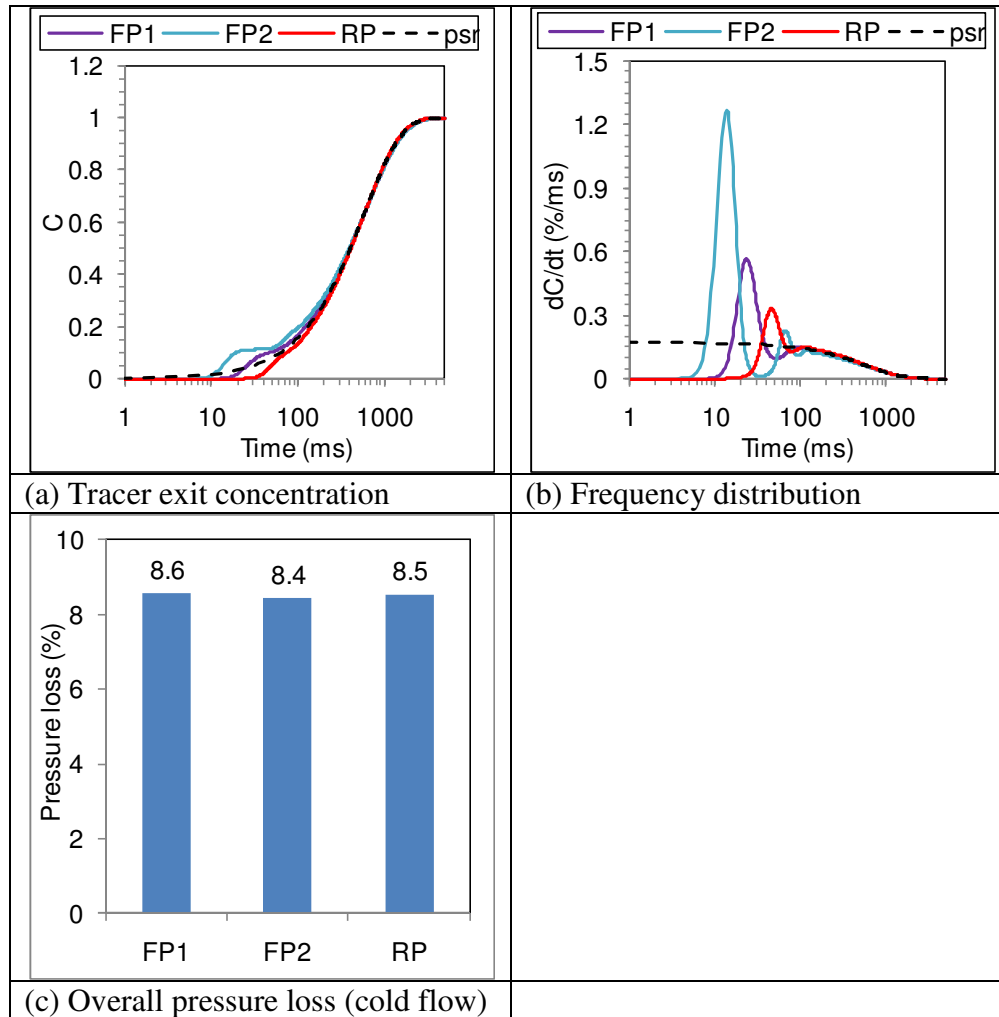 FP1 FP2 RP psr
1.2
1
0.8
0.6
0.4
0.2
0
C
1 10 100 1000
Time (ms)
(a) Tracer exit concentration
FP1 FP2 RP psr
1.5
1.2
0.9
0.6
0.3
0
dC/dt (%/ms)
1 10 100 1000
Time (ms)
(b) Frequency distribution
10
8
6
4
2
0
Pressure loss (%)
8.6 8.4 8.5
FP1 FP2 RP
(c) Overall pressure loss (cold flow)